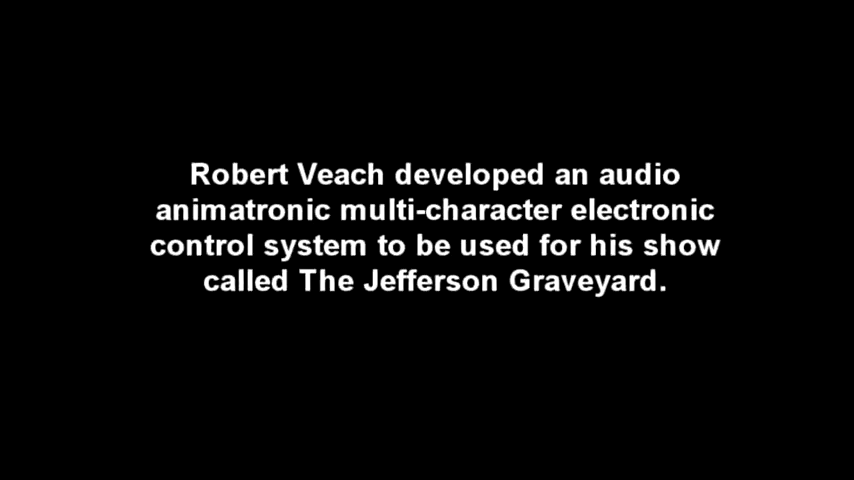 Robert Veach developed an audio
animatronic multi-character electronic
control system to be used for his show
called The Jefferson Graveyard.